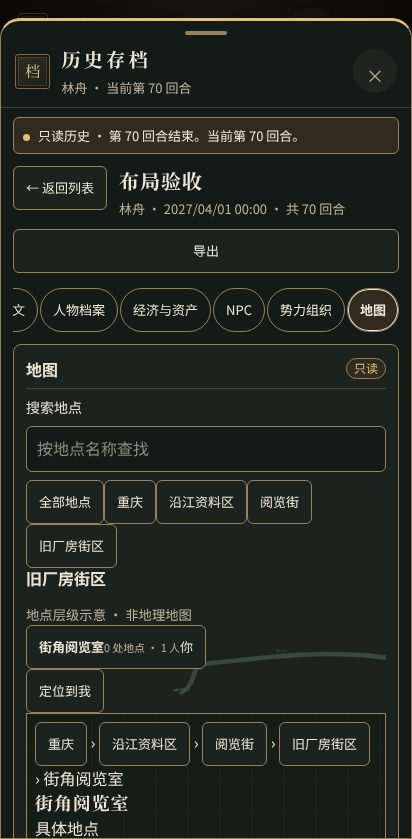 档
历史存档
林舟 · 当前第 70 回合
×
只读历史 · 第 70 回合结束。当前第 70 回合。
← 返回列表
布局验收
林舟 · 2027/04/01 00:00 · 共 70 回合
导出
文 人物档案 经济与资产 NPC 势力组织 地图
地图 只读
搜索地点
按地点名称查找
全部地点 重庆 沿江资料区 阅览街
旧厂房街区
旧厂房街区
地点层级示意 · 非地理地图
街角阅览室0 处地点 · 1 人你
定位到我
重庆 › 沿江资料区 › 阅览街 › 旧厂房街区
› 街角阅览室
街角阅览室
具体地点